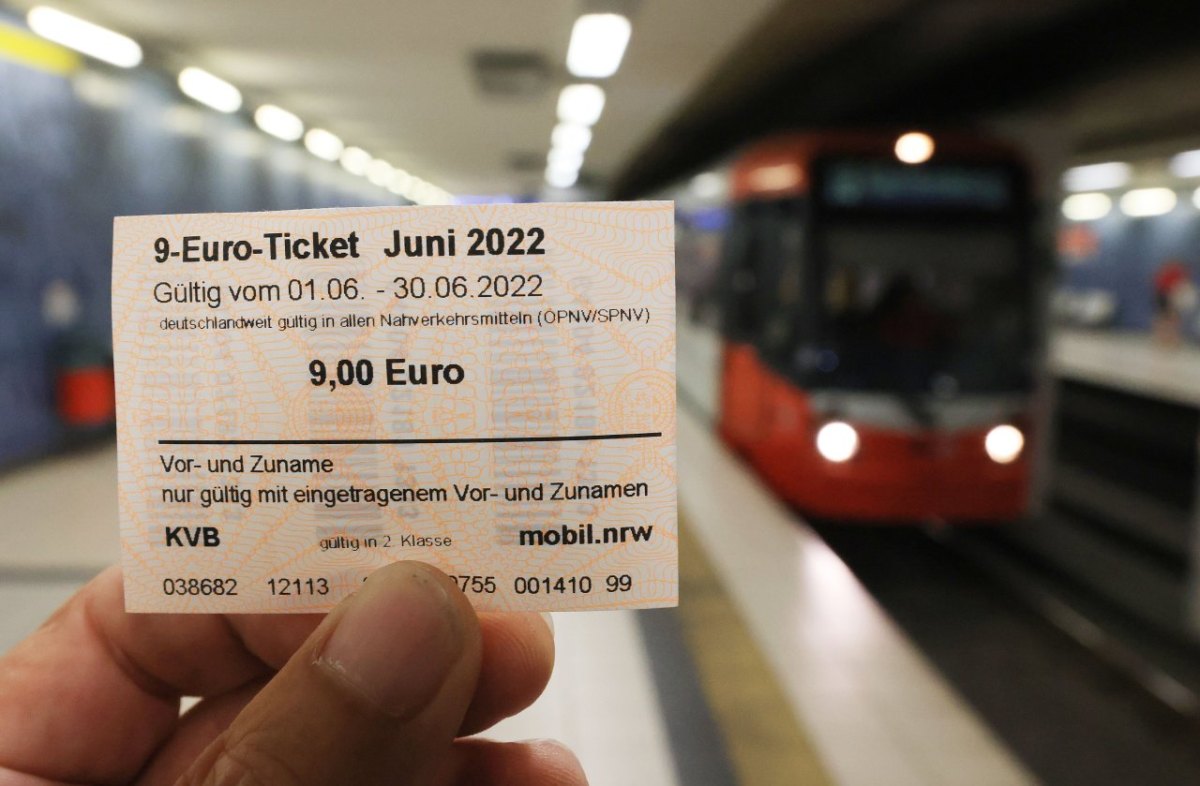 9-Euro-Ticket Juni 2022
Gültig vom 01.06. - 30.06.2022
deutschlandweit gültig in allen Nahverkehrsmitteln (ÖPNV/SPNV)
9,00 Euro
Vor- und Zuname
nur gültig mit eingetragenem Vor- und Zunamen
KVB gültig in 2. Klasse mobil.nrw
038682 12113 755 001410 99